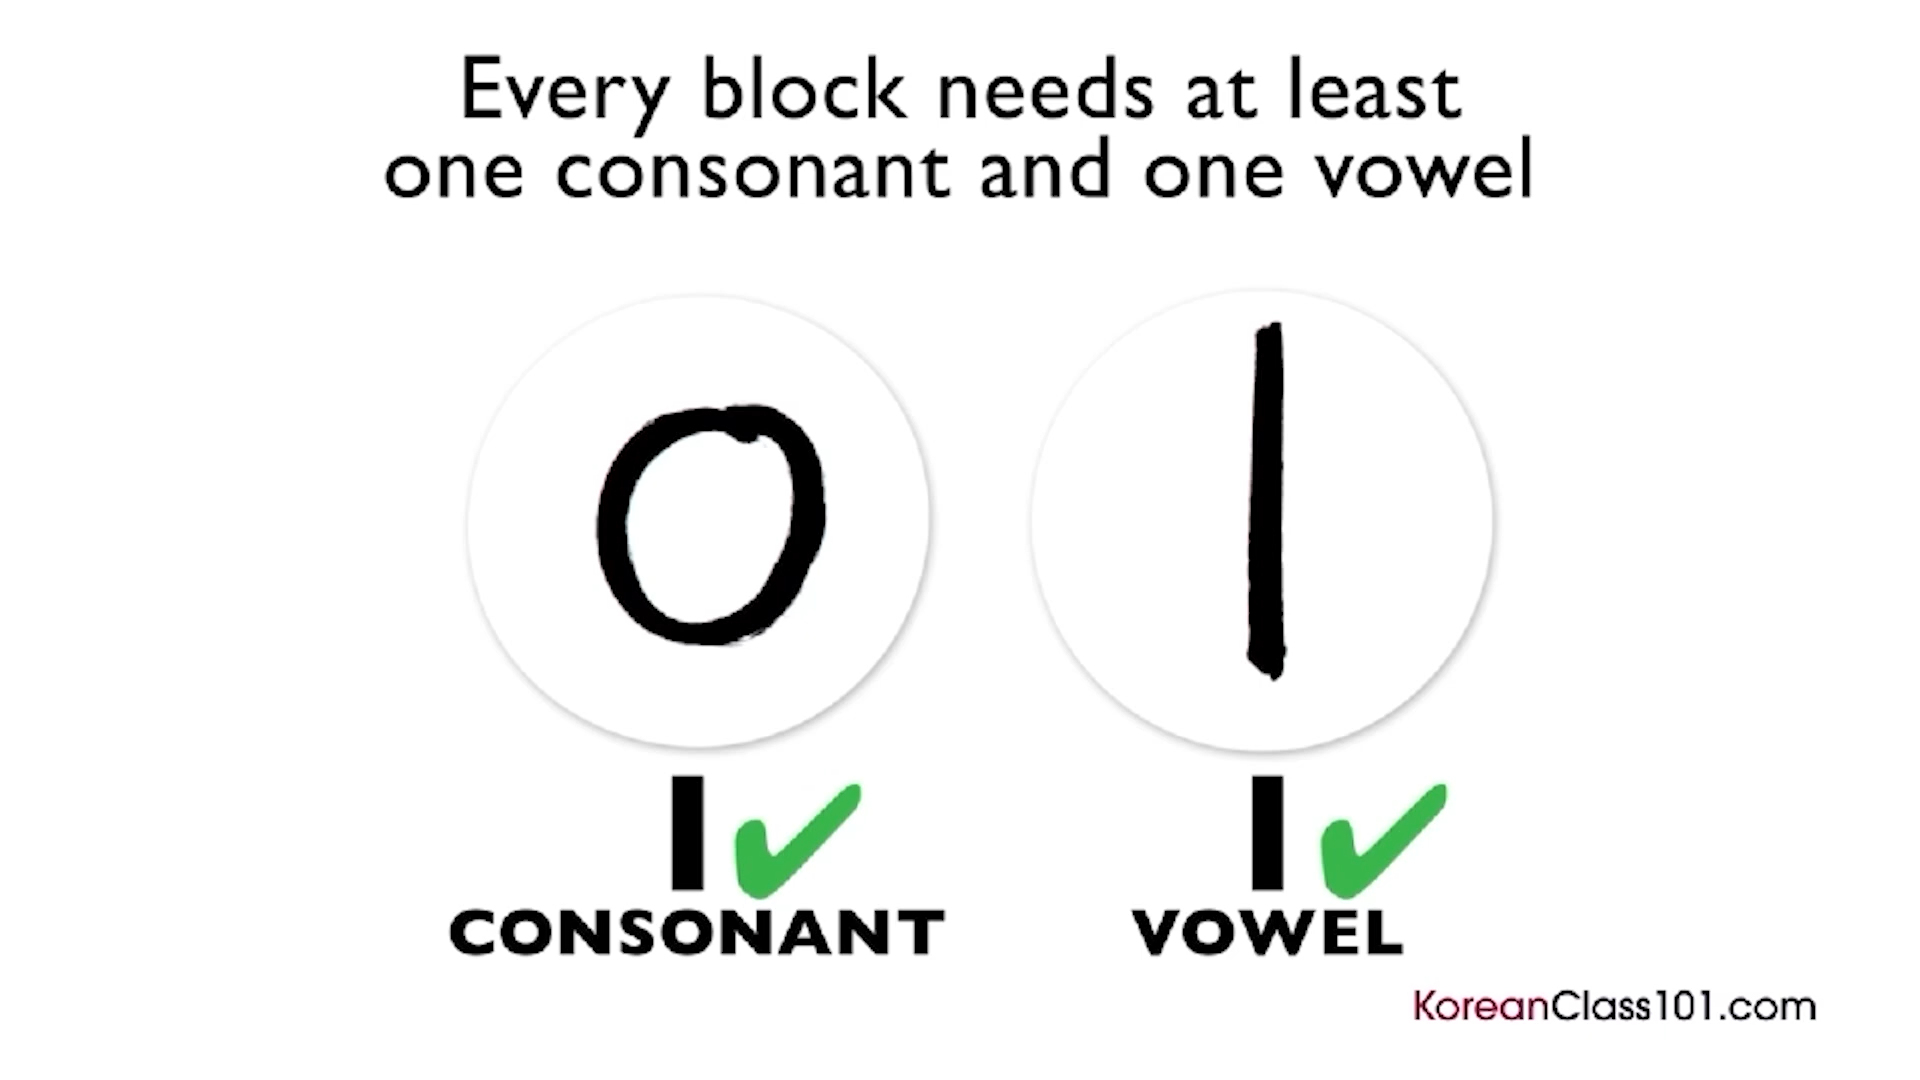 Every block needs at least
one consonant and one vowel
ㅇ ㅣ
1 ✔ 1 ✔
CONSONANT VOWEL
KoreanClass101.com